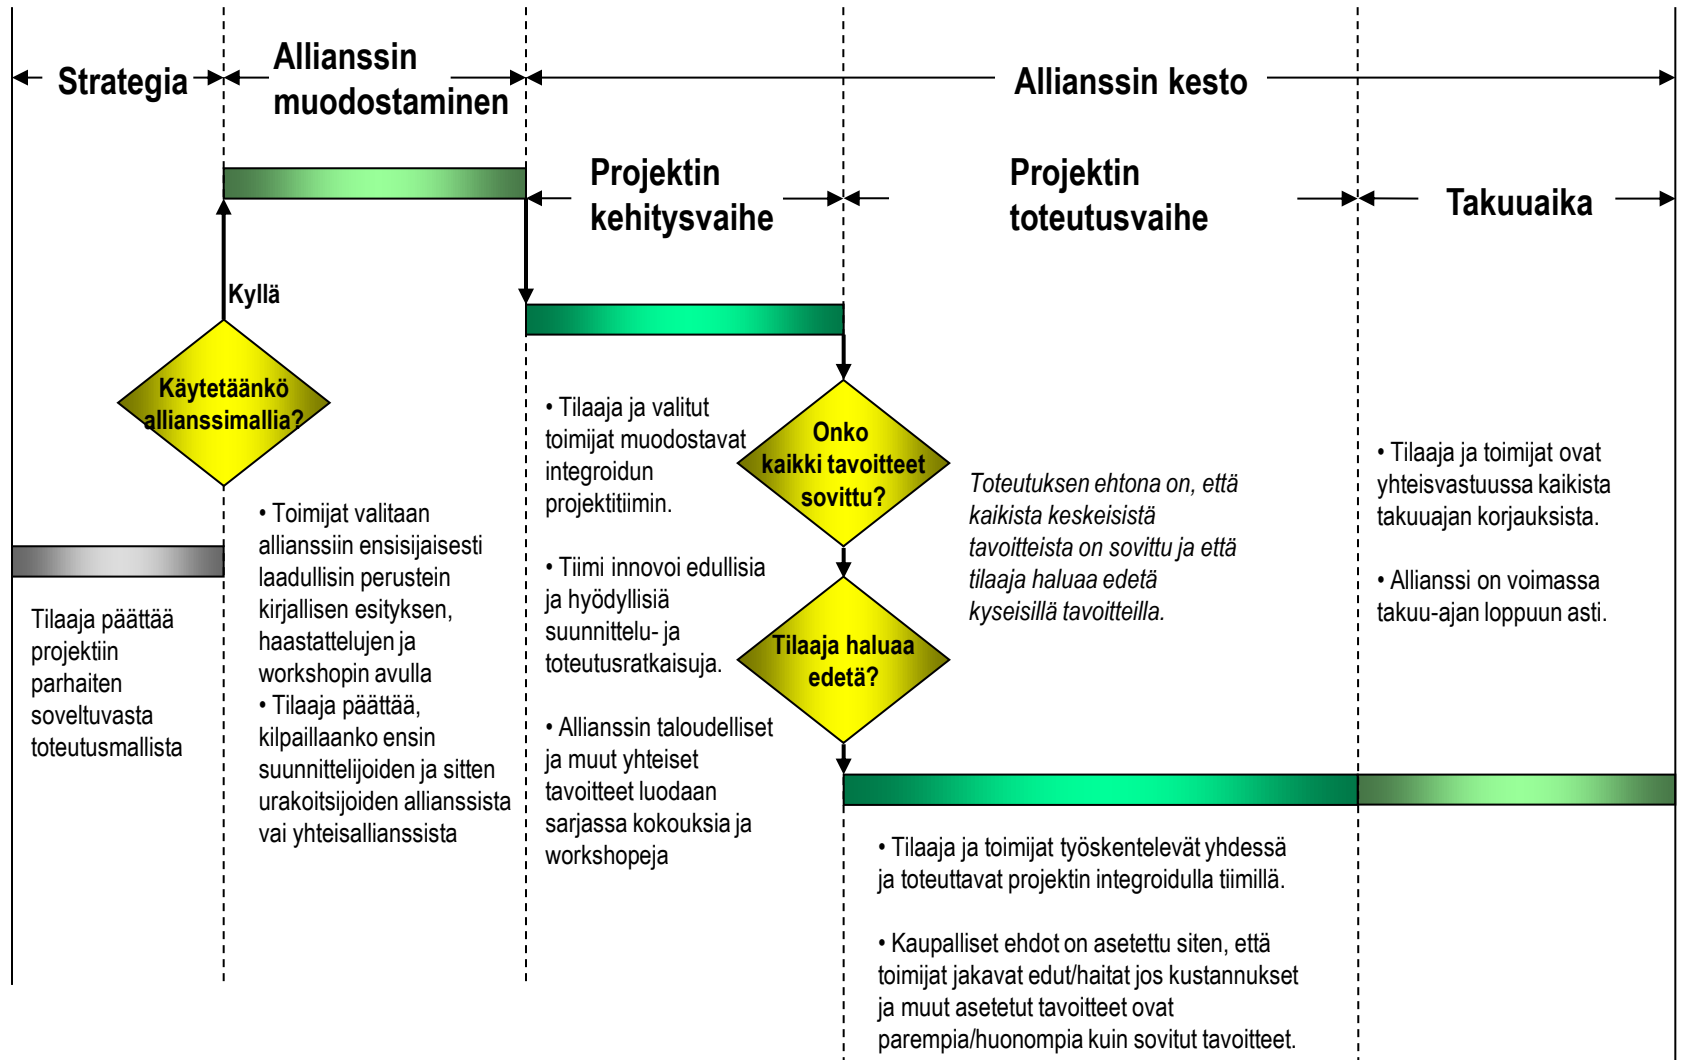 Strategia
Allianssin
muodostaminen
Allianssin kesto
Projektin
kehitysvaihe
Projektin
toteutusvaihe
Takuuaika
Kyllä
Käytetäänkö
allianssimallia?
Tilaaja päättää
projektiin
parhaiten
soveltuvasta
toteutusmallista
• Toimijat valitaan
allianssiin ensisijaisesti
laadullisin perustein
kirjallisen esityksen,
haastattelujen ja
workshopin avulla
• Tilaaja päättää,
kilpaillaanko ensin
suunnittelijoiden ja sitten
urakoitsijoiden allianssista
vai yhteisallianssista
• Tilaaja ja valitut
toimijat muodostavat
integroidun
projektitiimin.
• Tiimi innovoi edullisia
ja hyödyllisiä
suunnittelu- ja
toteutusratkaisuja.
• Allianssin taloudelliset
ja muut yhteiset
tavoitteet luodaan
sarjassa kokouksia ja
workshopeja
Onko
kaikki tavoitteet
sovittu?
Tilaaja haluaa
edetä?
Toteutuksen ehtona on, että
kaikista keskeisistä
tavoitteista on sovittu ja että
tilaaja haluaa edetä
kyseisillä tavoitteilla.
• Tilaaja ja toimijat työskentelevät yhdessä
ja toteuttavat projektin integroidulla tiimillä.
• Kaupalliset ehdot on asetettu siten, että
toimijat jakavat edut/haitat jos kustannukset
ja muut asetetut tavoitteet ovat
parempia/huonompia kuin sovitut tavoitteet.
• Tilaaja ja toimijat ovat
yhteisvastuussa kaikista
takuuajan korjauksista.
• Allianssi on voimassa
takuu-ajan loppuun asti.